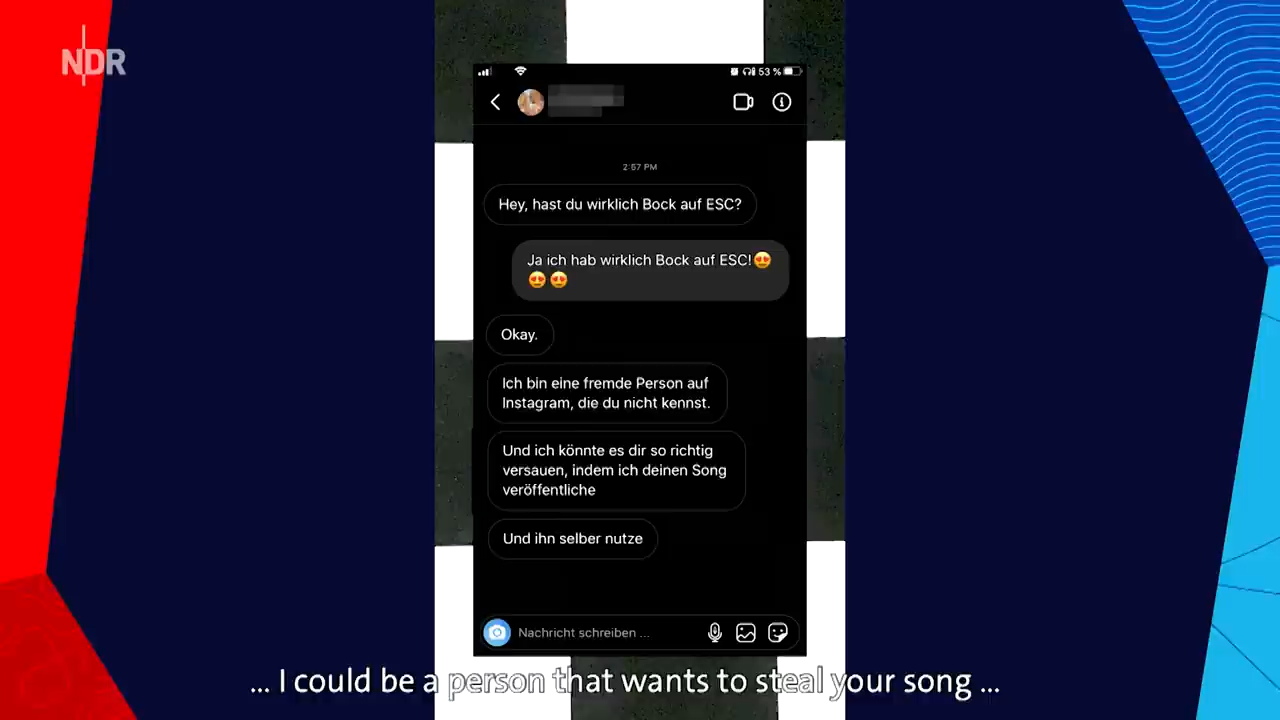 NDR
53 %
2:57 PM
Hey, hast du wirklich Bock auf ESC?
Ja ich hab wirklich Bock auf ESC!😍
😍😍
Okay.
Ich bin eine fremde Person auf
Instagram, die du nicht kennst.
Und ich könnte es dir so richtig
versauen, indem ich deinen Song
veröffentliche
Und ihn selber nutze
Nachricht schreiben ...
... I could be a person that wants to steal your song ...